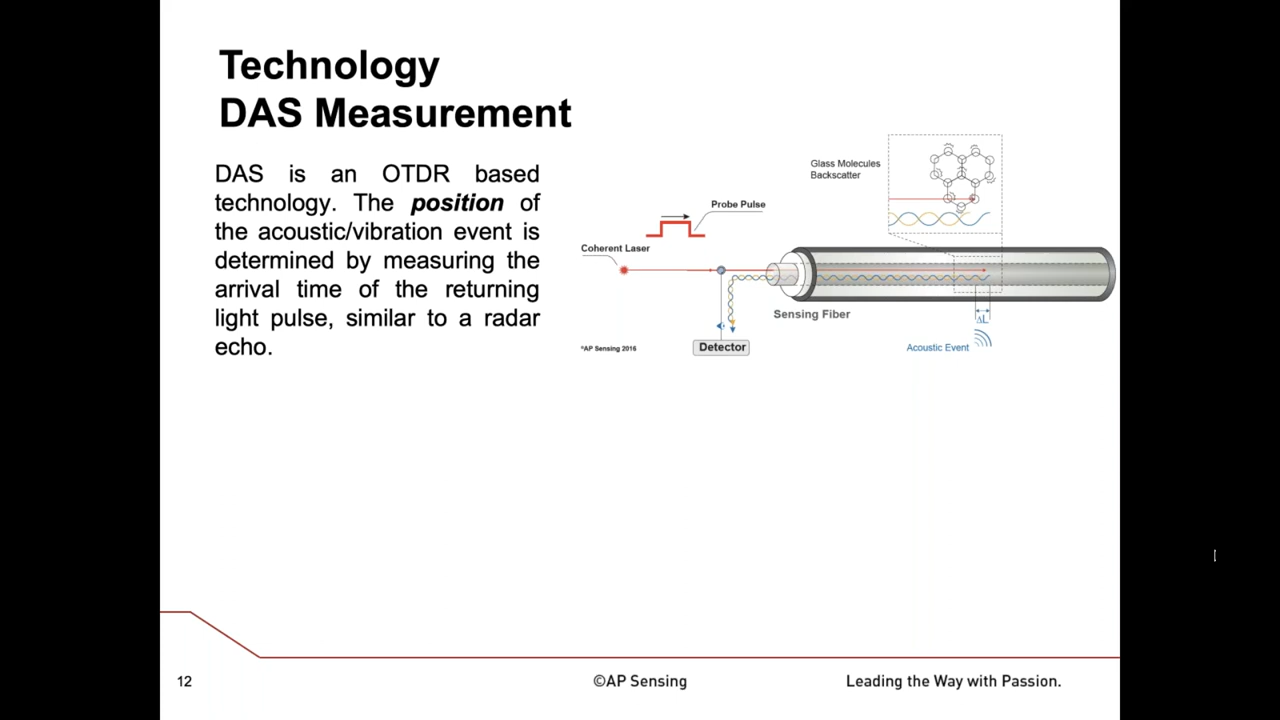 Technology
DAS Measurement
DAS is an OTDR based
technology. The position of
the acoustic/vibration event is
determined by measuring the
arrival time of the returning
light pulse, similar to a radar
echo.
Glass Molecules
Backscatter
Probe Pulse
Coherent Laser
Sensing Fiber
ΔL
©AP Sensing 2016
Detector
Acoustic Event
12
©AP Sensing
Leading the Way with Passion.